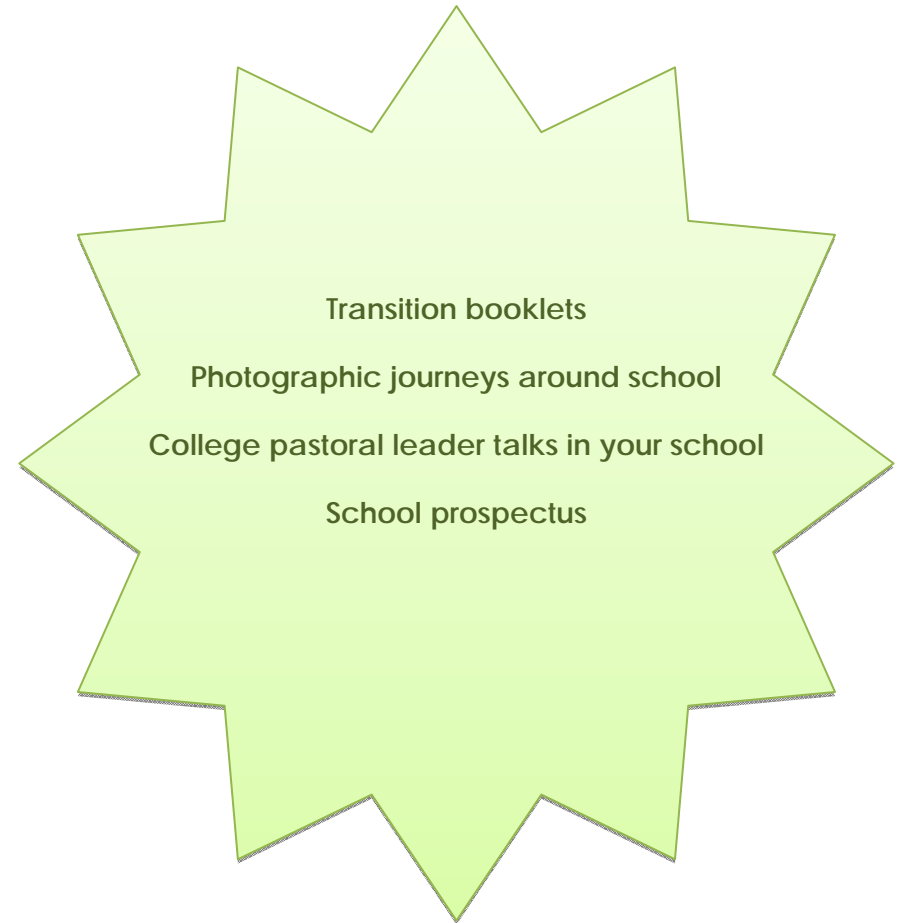 Transition booklets
Photographic journeys around school
College pastoral leader talks in your school
School prospectus